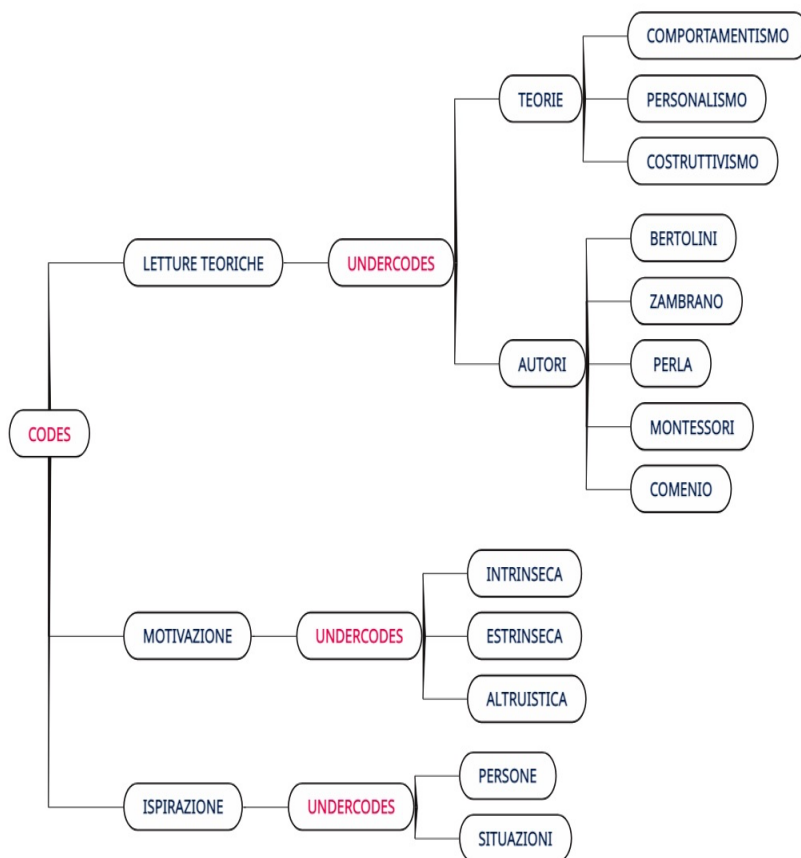 COMPORTAMENTISMO
TEORIE
PERSONALISMO
COSTRUTTIVISMO
LETTURE TEORICHE
UNDERCODES
BERTOLINI
ZAMBRANO
AUTORI
PERLA
MONTESSORI
COMENIO
CODES
INTRINSECA
MOTIVAZIONE
UNDERCODES
ESTRINSECA
ALTRUISTICA
PERSONE
ISPIRAZIONE
UNDERCODES
SITUAZIONI